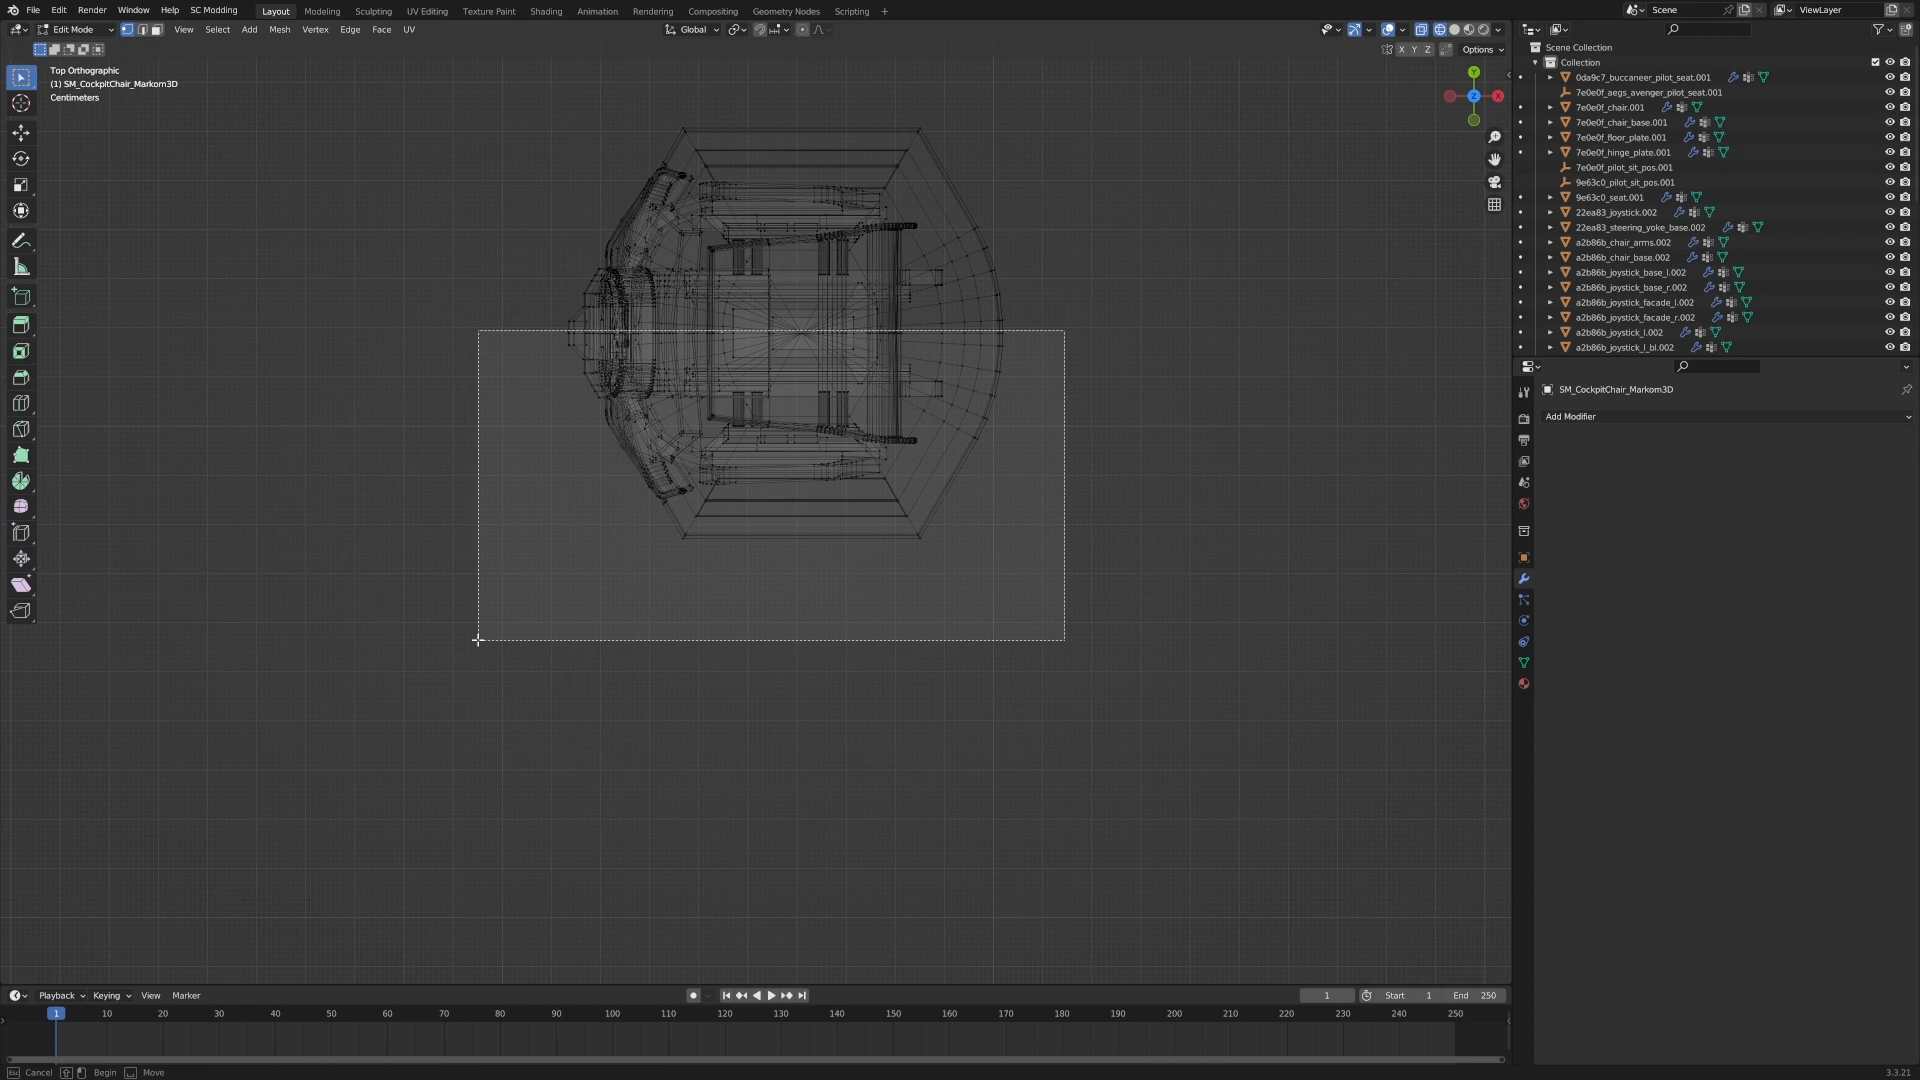 File Edit Render Window Help SC Modding Layout Modeling Sculpting UV Editing Texture Paint Shading Animation Rendering Compositing Geometry Nodes Scripting +
Scene ViewLayer
Edit Mode View Select Add Mesh Vertex Edge Face UV Global
X Y Z Options
Top Orthographic
(1) SM_CockpitChair_Markom3D
Centimeters
Y
Z
X
Scene Collection
Collection
0da9c7_buccaneer_pilot_seat.001
7e0e0f_aegs_avenger_pilot_seat.001
7e0e0f_chair.001
7e0e0f_chair_base.001
7e0e0f_floor_plate.001
7e0e0f_hinge_plate.001
7e0e0f_pilot_sit_pos.001
9e63c0_pilot_sit_pos.001
9e63c0_seat.001
22ea83_joystick.002
22ea83_steering_yoke_base.002
a2b86b_chair_arms.002
a2b86b_chair_base.002
a2b86b_joystick_base_l.002
a2b86b_joystick_base_r.002
a2b86b_joystick_facade_l.002
a2b86b_joystick_facade_r.002
a2b86b_joystick_l.002
a2b86b_joystick_l_bl.002
SM_CockpitChair_Markom3D
Add Modifier
Playback Keying View Marker 1 Start 1 End 250
1 10 20 30 40 50 60 70 80 90 100 110 120 130 140 150 160 170 180 190 200 210 220 230 240 250
Esc Cancel Begin Move 3.3.21